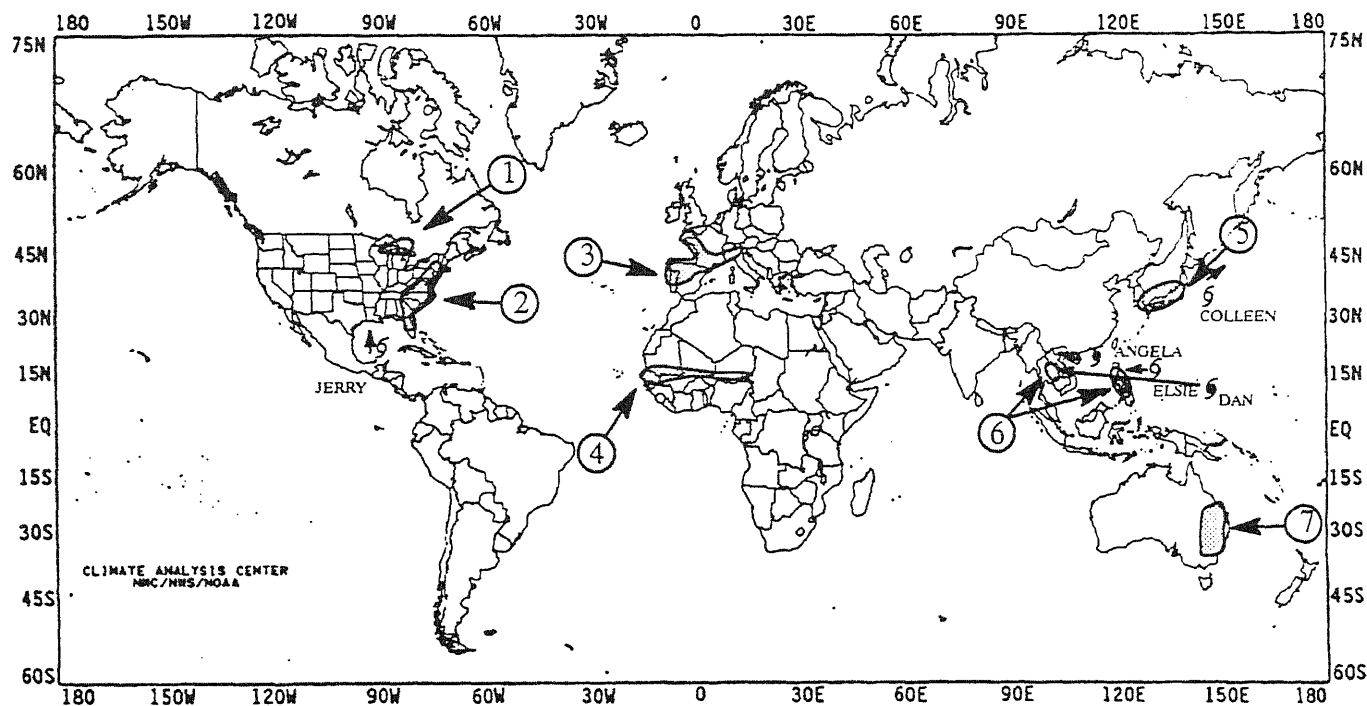 180 150W 120W 90W 60W 30W 0 30E 60E 90E 120E 150E 180
75N 75N
60N 60N
1
5
45N 3 45N
2
30N COLLEEN 30N
ANGELA
15N JERRY ELSIE DAN 15N
6
EQ 4 EQ
15S 15S
7
30S 30S
CLIMATE ANALYSIS CENTER
NMC/NWS/NOAA
45S 45S
60S 60S
180 150W 120W 90W 60W 30W 0 30E 60E 90E 120E 150E 180